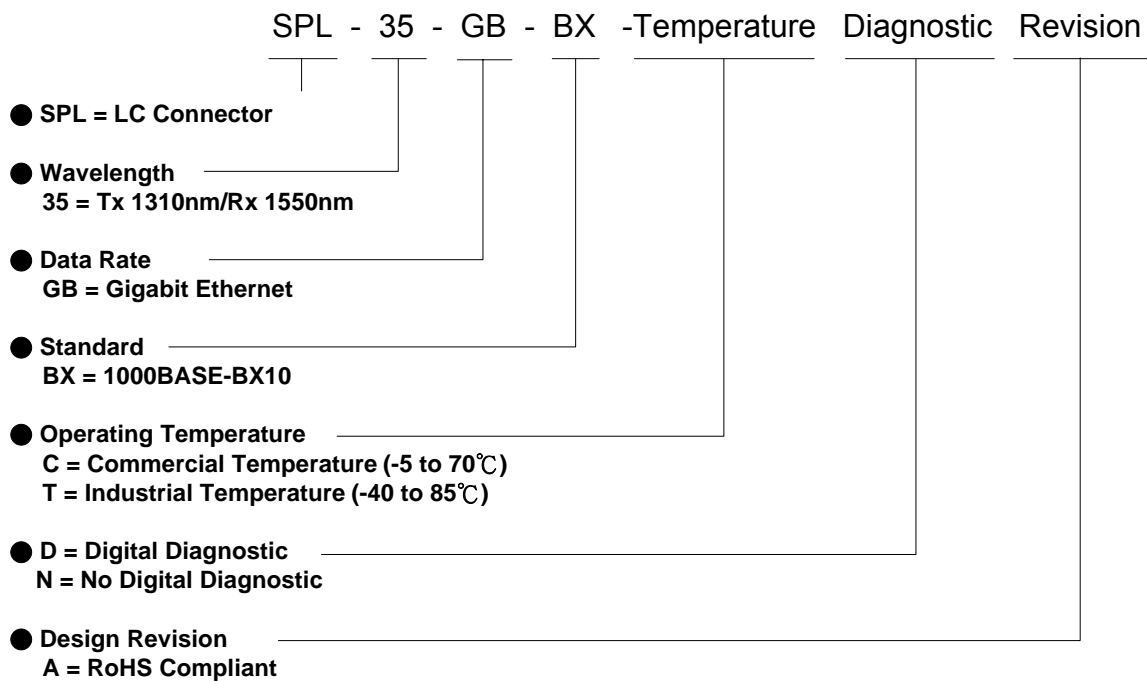 SPL - 35 - GB - BX -Temperature Diagnostic Revision
● SPL = LC Connector
● Wavelength
35 = Tx 1310nm/Rx 1550nm
● Data Rate
GB = Gigabit Ethernet
● Standard
BX = 1000BASE-BX10
● Operating Temperature
C = Commercial Temperature (-5 to 70℃)
T = Industrial Temperature (-40 to 85℃)
● D = Digital Diagnostic
N = No Digital Diagnostic
● Design Revision
A = RoHS Compliant